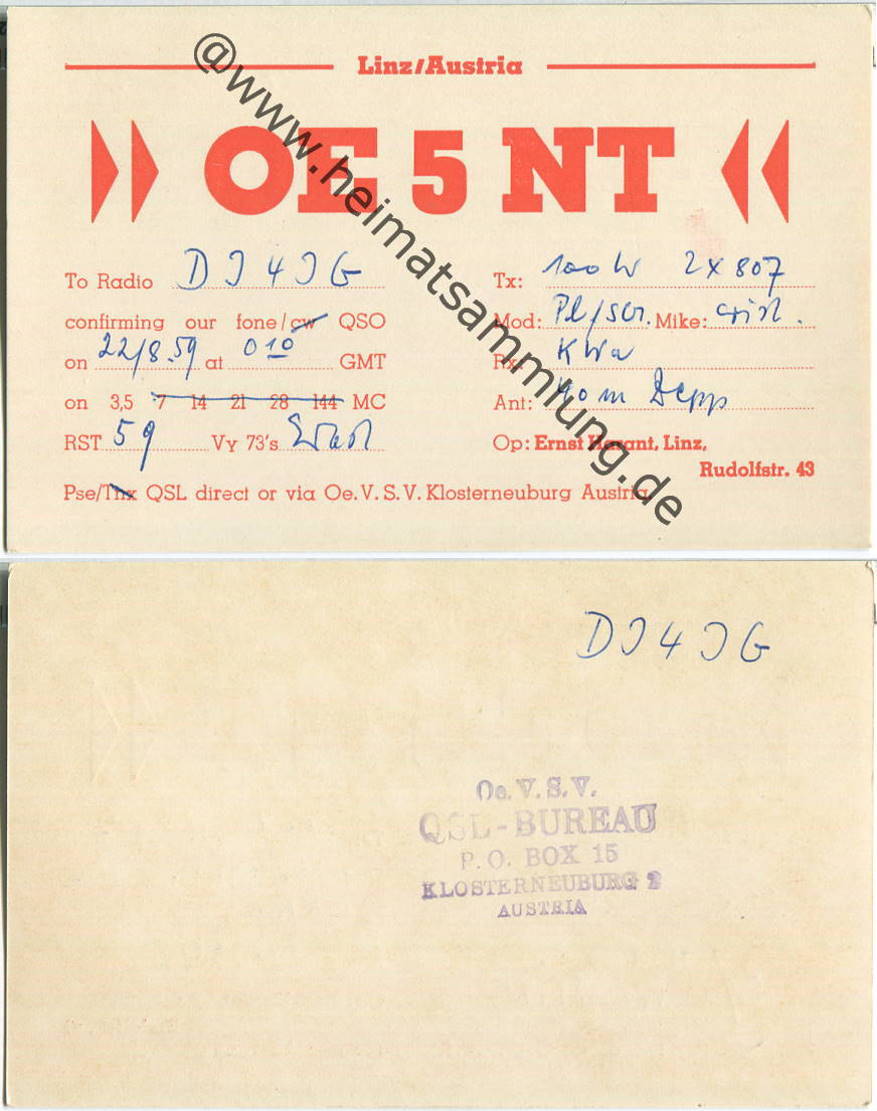 Linz/Austria
OE 5 NT
To Radio DJ4JG
confirming our fone/cw QSO
on 22/8.59 at 010 GMT
on 3,5 7 14 21 28 144 MC
RST 59 Vy 73's
Pse/Tnx QSL direct or via Oe.V.S.V. Klosterneuburg Austria
Tx: 100 W 2x807
Mod: Pl/scr. Mike: crist.
Rx: KWa
Ant: 40 m Depp
Op: Ernst Linz,
Rudolfstr. 43
@www.heimatsammlung.de
DJ4JG
Oe.V.S.V.
QSL-BUREAU
P.O. BOX 15
KLOSTERNEUBURG 2
AUSTRIA